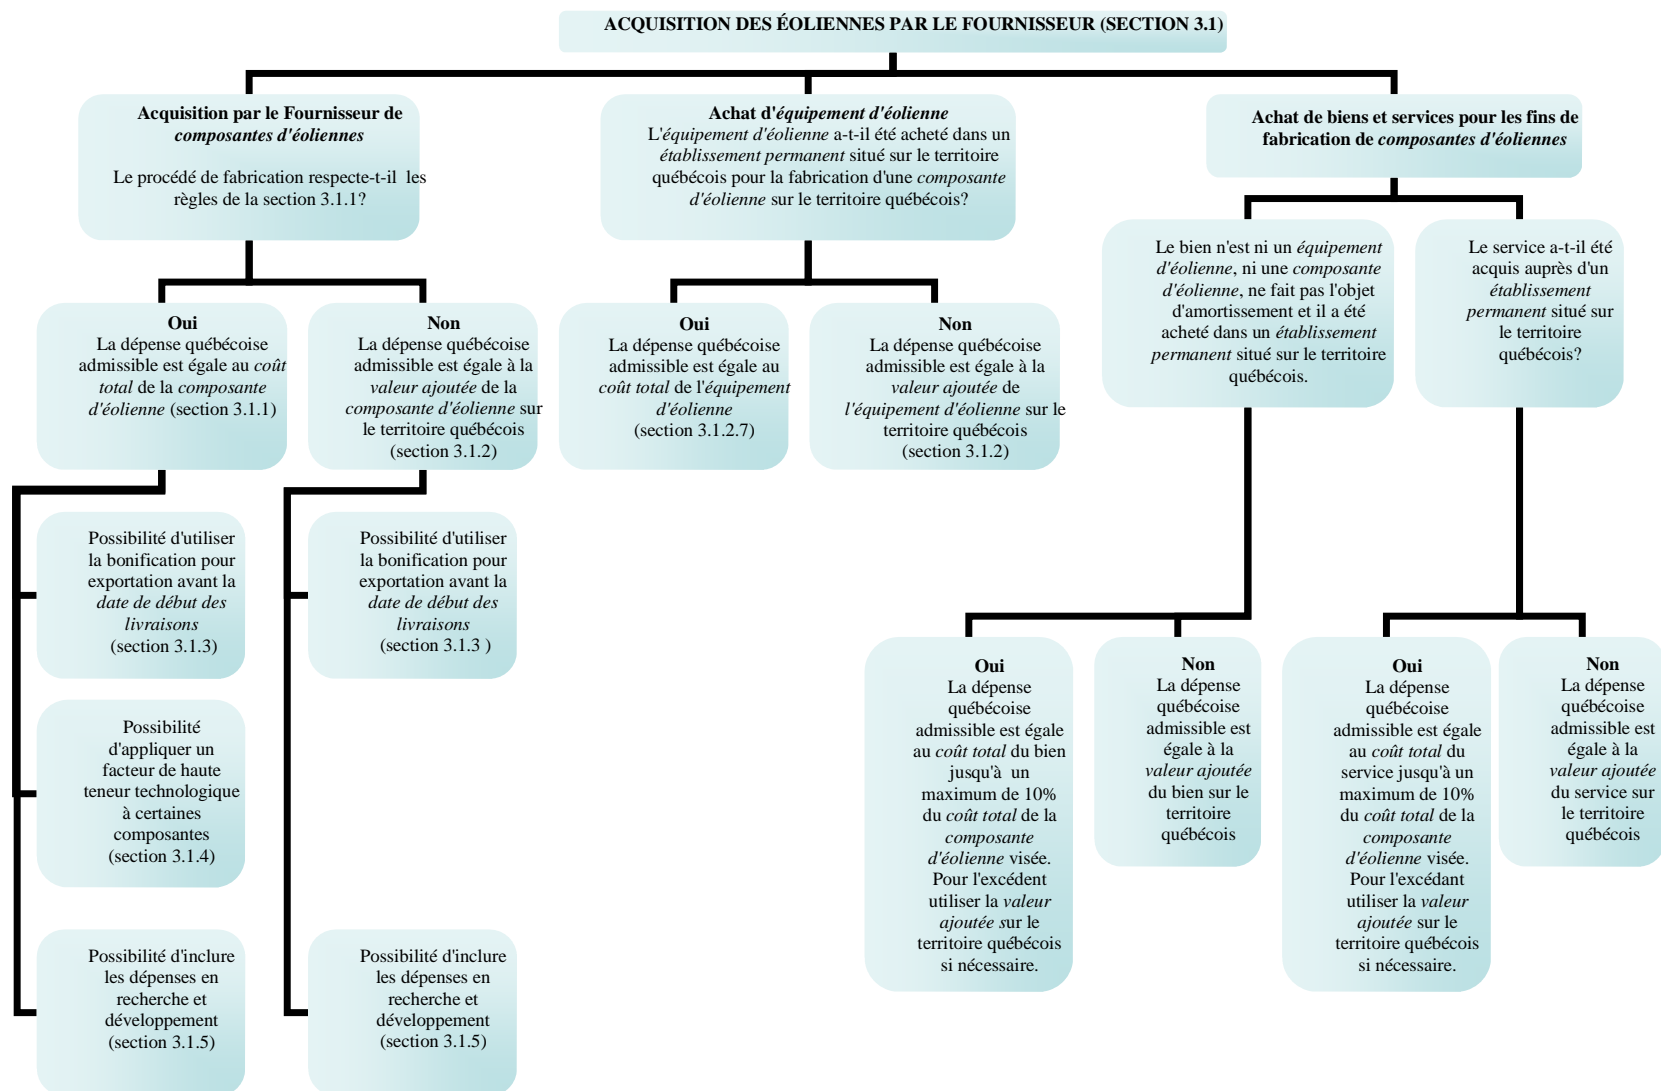 ACQUISITION DES ÉOLIENNES PAR LE FOURNISSEUR (SECTION 3.1)
Acquisition par le Fournisseur de
composantes d'éoliennes
Le procédé de fabrication respecte-t-il les
règles de la section 3.1.1?
Achat d'équipement d'éolienne
L'équipement d'éolienne a-t-il été acheté dans un
établissement permanent situé sur le territoire
québécois pour la fabrication d'une composante
d'éolienne sur le territoire québécois?
Achat de biens et services pour les fins de
fabrication de composantes d'éoliennes
Le bien n'est ni un équipement
d'éolienne, ni une composante
d'éolienne, ne fait pas l'objet
d'amortissement et il a été
acheté dans un établissement
permanent situé sur le territoire
québécois.
Le service a-t-il été
acquis auprès d'un
établissement
permanent situé sur
le territoire
québécois?
Oui
La dépense québécoise
admissible est égale au coût
total de la composante
d'éolienne (section 3.1.1)
Non
La dépense québécoise
admissible est égale à la
valeur ajoutée de la
composante d'éolienne sur
le territoire québécois
(section 3.1.2)
Oui
La dépense québécoise
admissible est égale au
coût total de l'équipement
d'éolienne
(section 3.1.2.7)
Non
La dépense québécoise
admissible est égale à la
valeur ajoutée de
l'équipement d'éolienne sur le
territoire québécois
(section 3.1.2)
Possibilité d'utiliser
la bonification pour
exportation avant la
date de début des
livraisons
(section 3.1.3)
Possibilité d'utiliser
la bonification pour
exportation avant la
date de début des
livraisons
(section 3.1.3 )
Possibilité
d'appliquer un
facteur de haute
teneur technologique
à certaines
composantes
(section 3.1.4)
Possibilité d'inclure
les dépenses en
recherche et
développement
(section 3.1.5)
Possibilité d'inclure
les dépenses en
recherche et
développement
(section 3.1.5)
Oui
La dépense
québécoise
admissible est égale
au coût total du bien
jusqu'à un
maximum de 10%
du coût total de la
composante
d'éolienne visée.
Pour l'excédent
utiliser la valeur
ajoutée sur le
territoire québécois
si nécessaire.
Non
La dépense
québécoise
admissible est
égale à la
valeur ajoutée
du bien sur le
territoire
québécois
Oui
La dépense
québécoise
admissible est égale
au coût total du
service jusqu'à un
maximum de 10%
du coût total de la
composante
d'éolienne visée.
Pour l'excédant
utiliser la valeur
ajoutée sur le
territoire québécois
si nécessaire.
Non
La dépense
québécoise
admissible est
égale à la
valeur ajoutée
du service sur
le territoire
québécois